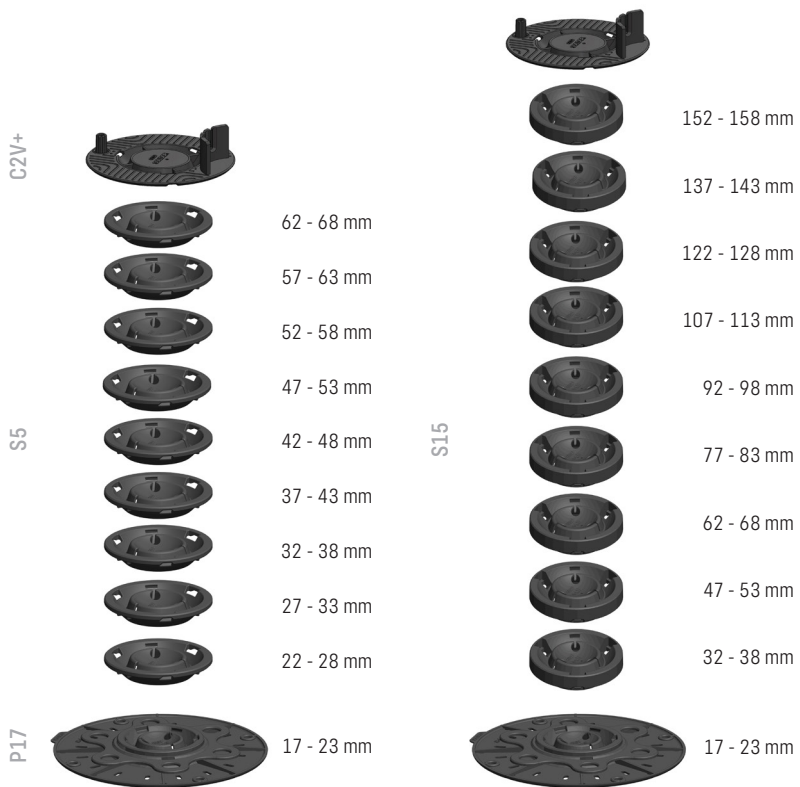 C2V+
62 - 68 mm
57 - 63 mm
52 - 58 mm
47 - 53 mm
S5
42 - 48 mm
37 - 43 mm
32 - 38 mm
27 - 33 mm
22 - 28 mm
P17
17 - 23 mm
152 - 158 mm
137 - 143 mm
122 - 128 mm
107 - 113 mm
92 - 98 mm
S15
77 - 83 mm
62 - 68 mm
47 - 53 mm
32 - 38 mm
17 - 23 mm